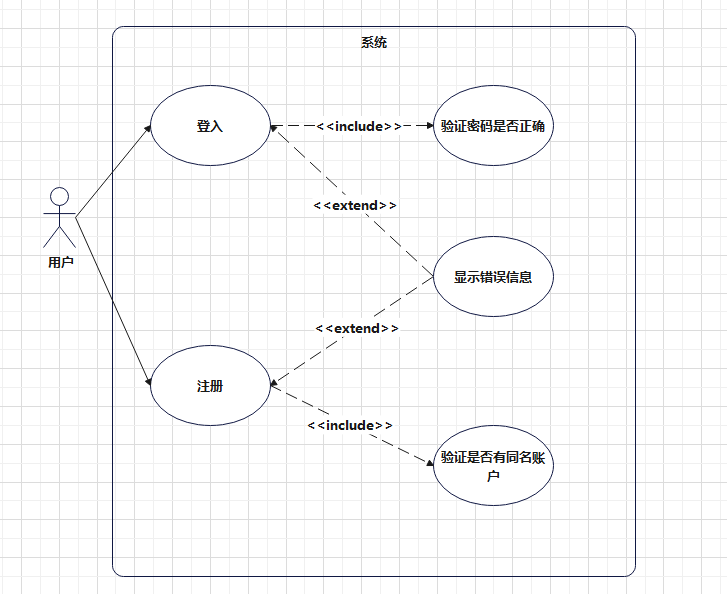 系统
登入
<<include>>
验证密码是否正确
<<extend>>
用户
显示错误信息
<<extend>>
注册
<<include>>
验证是否有同名账
户